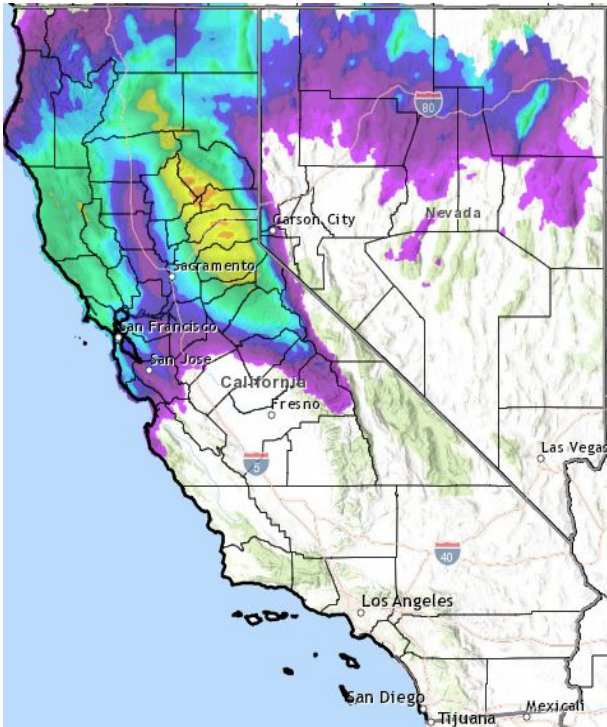 80
Carson City
Nevada
Sacramento
San Francisco
San Jose
California
Fresno
5
Las Vegas
40
Los Angeles
San Diego
Tijuana
Mexicali